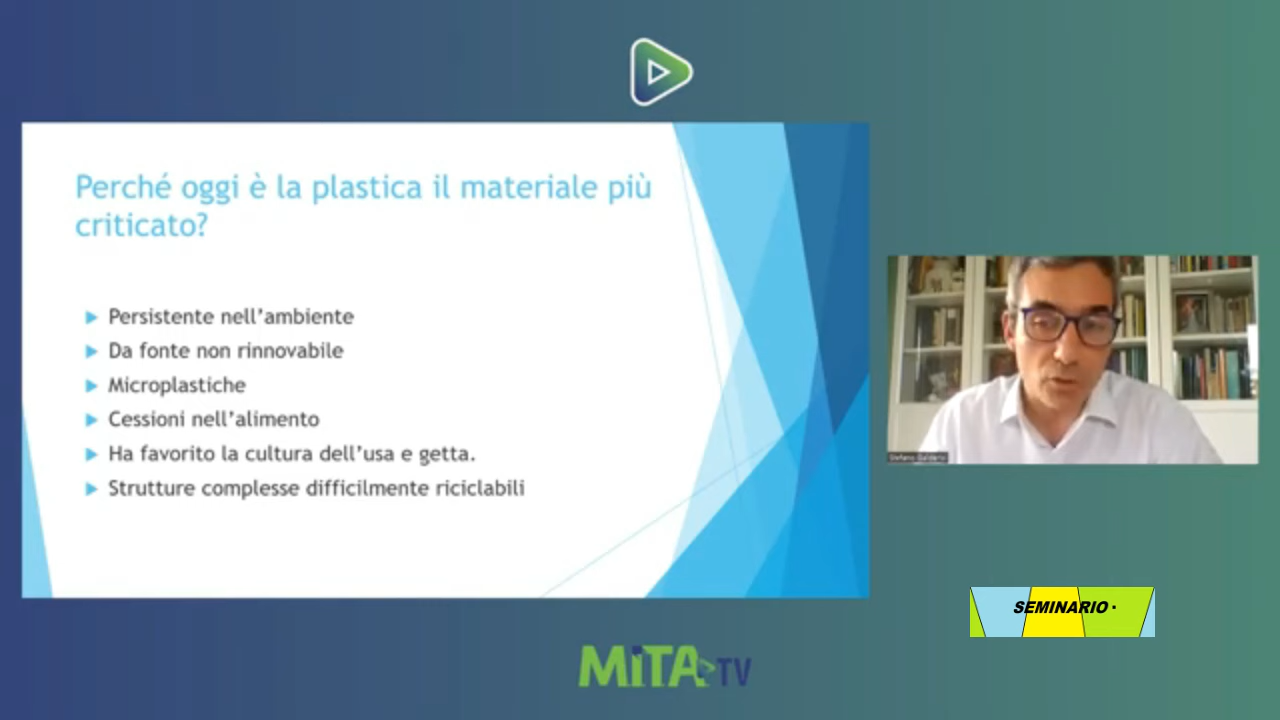 Perché oggi è la plastica il materiale più
criticato?
Persistente nell'ambiente
Da fonte non rinnovabile
Microplastiche
Cessioni nell'alimento
Ha favorito la cultura dell'usa e getta.
Strutture complesse difficilmente riciclabili
SEMINARIO ·
MiTA TV